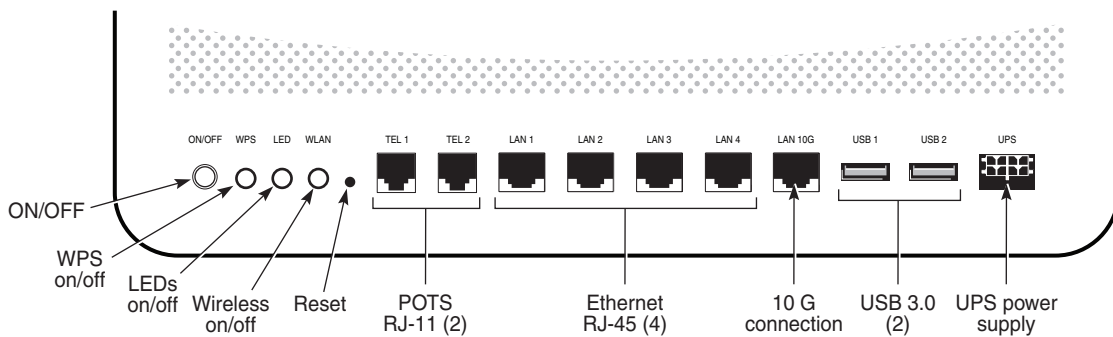 ON/OFF WPS LED WLAN TEL 1 TEL 2 LAN 1 LAN 2 LAN 3 LAN 4 LAN 10G USB 1 USB 2 UPS
ON/OFF
WPS
on/off
LEDs
on/off
Wireless
on/off
Reset
POTS
RJ-11 (2)
Ethernet
RJ-45 (4)
10 G
connection
USB 3.0
(2)
UPS power
supply